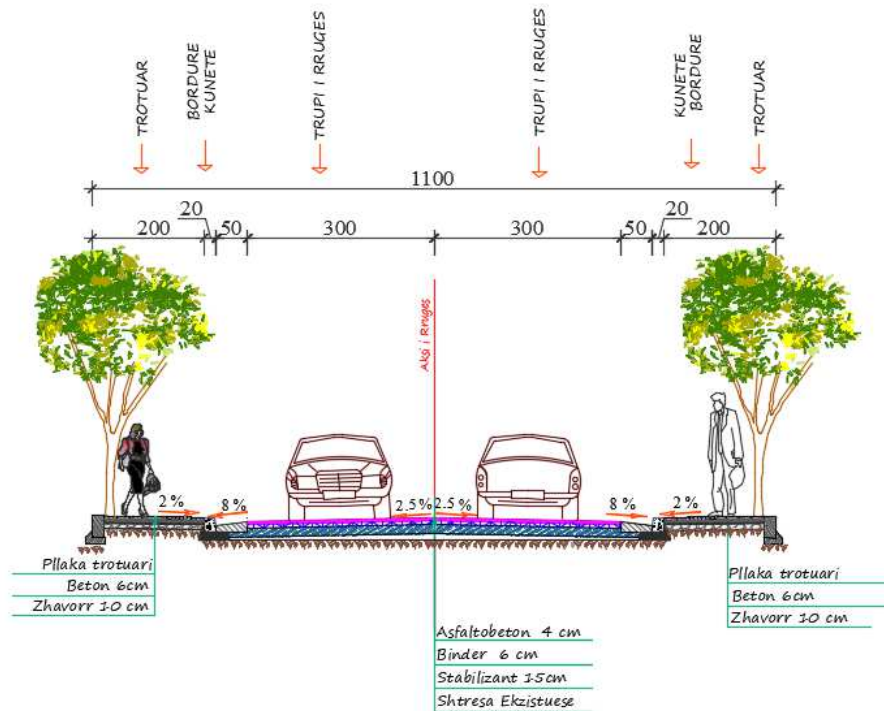 TROTUAR
BORDURE
KUNETE
TRUPI I RRUGES
TRUPI I RRUGES
KUNETE
BORDURE
TROTUAR
1100
20
20
200
50
300
300
50
200
Aksi i Rruges
2%
8%
2.5%
2.5%
8%
2%
Pllaka trotuari
Beton 6cm
Zhavorr 10 cm
Pllaka trotuari
Beton 6cm
Zhavorr 10 cm
Asfaltobeton 4 cm
Binder 6 cm
Stabilizant 15cm
Shtresa Ekzistuese